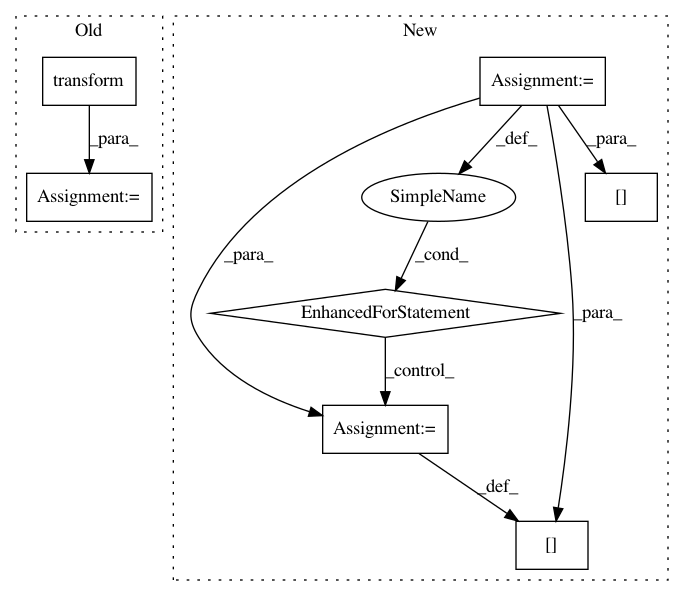 Old
New
transform
Assignment:=
_para_
_def_
_para_
Assignment:=
SimpleName
[]
_para_
_cond_
EnhancedForStatement
_para_
_control_
Assignment:=
_def_
[]